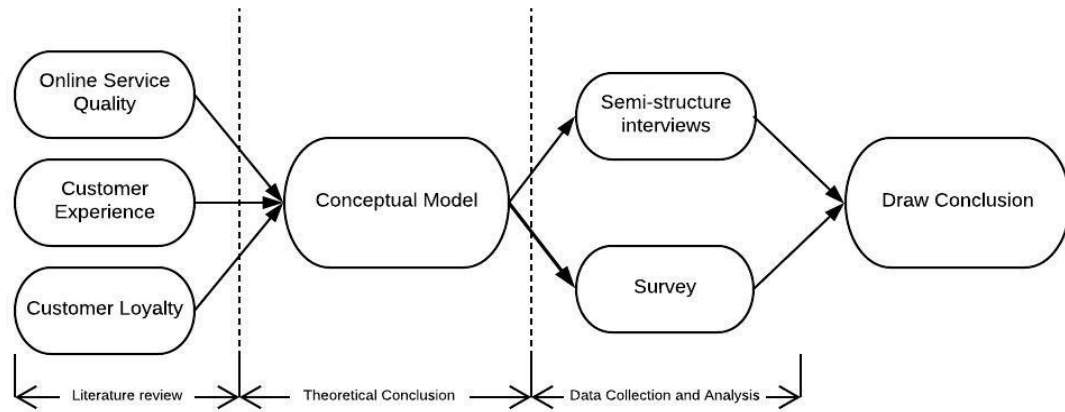 Online Service
Quality
Customer
Experience
Customer Loyalty
Conceptual Model
Semi-structure
interviews
Survey
Draw Conclusion
Literature review
Theoretical Conclusion
Data Collection and Analysis